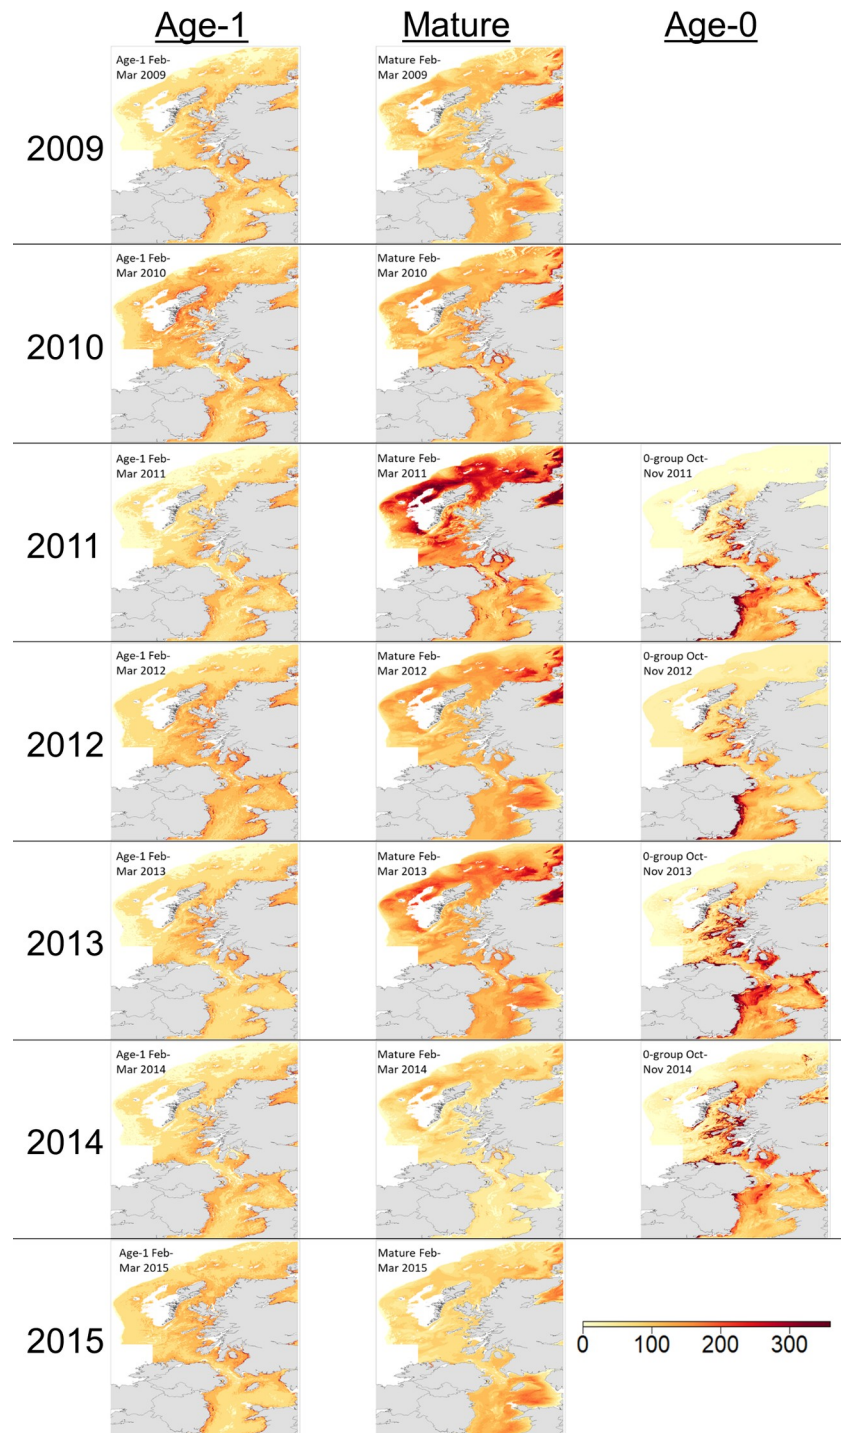 Age-1 Mature Age-0
2009
Age-1 Feb-
Mar 2009
Mature Feb-
Mar 2009
2010
Age-1 Feb-
Mar 2010
Mature Feb-
Mar 2010
2011
Age-1 Feb-
Mar 2011
Mature Feb-
Mar 2011
0-group Oct-
Nov 2011
2012
Age-1 Feb-
Mar 2012
Mature Feb-
Mar 2012
0-group Oct-
Nov 2012
2013
Age-1 Feb-
Mar 2013
Mature Feb-
Mar 2013
0-group Oct-
Nov 2013
2014
Age-1 Feb-
Mar 2014
Mature Feb-
Mar 2014
0-group Oct-
Nov 2014
2015
Age-1 Feb-
Mar 2015
Mature Feb-
Mar 2015
0 100 200 300